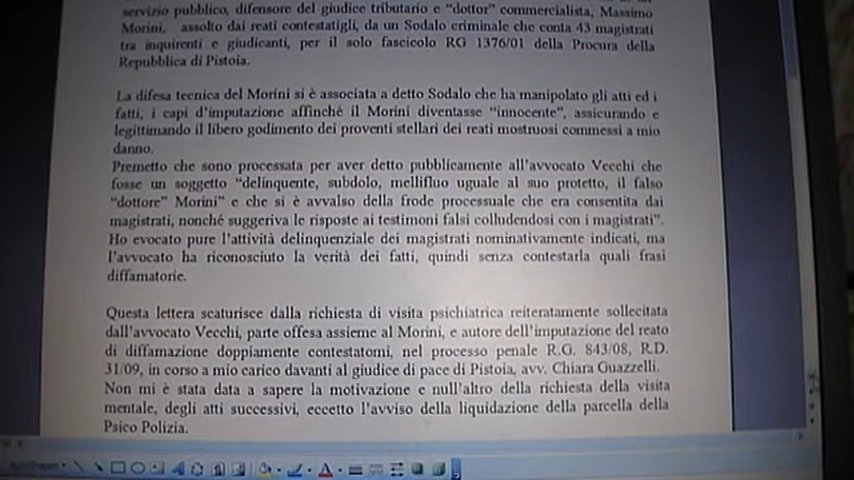 servizio pubblico, difensore del giudice tributario e “dottor” commercialista, Massimo
Morini, assolto dai reati contestatigli, da un Sodalo criminale che conta 43 magistrati
tra inquirenti e giudicanti, per il solo fascicolo RG 1376/01 della Procura della
Repubblica di Pistoia.
La difesa tecnica del Morini si è associata a detto Sodalo che ha manipolato gli atti ed i
fatti, i capi d’imputazione affinché il Morini diventasse “innocente”, assicurando e
legittimando il libero godimento dei proventi stellari dei reati mostruosi commessi a mio
danno.
Premetto che sono processata per aver detto pubblicamente all’avvocato Vecchi che
fosse un soggetto “delinquente, subdolo, mellifluo uguale al suo protetto, il falso
“dottore” Morini” e che si è avvalso della frode processuale che era consentita dai
magistrati, nonché suggeriva le risposte ai testimoni falsi colludendosi con i magistrati”.
Ho evocato pure l’attività delinquenziale dei magistrati nominativamente indicati, ma
l’avvocato ha riconosciuto la verità dei fatti, quindi senza contestarla quali frasi
diffamatorie.
Questa lettera scaturisce dalla richiesta di visita psichiatrica reiteratamente sollecitata
dall’avvocato Vecchi, parte offesa assieme al Morini, e autore dell’imputazione del reato
di diffamazione doppiamente contestatomi, nel processo penale R.G. 843/08, R.D.
31/09, in corso a mio carico davanti al giudice di pace di Pistoia, avv. Chiara Guazzelli.
Non mi è stata data a sapere la motivazione e null’altro della richiesta della visita
mentale, degli atti successivi, eccetto l’avviso della liquidazione della parcella della
Psico Polizia.